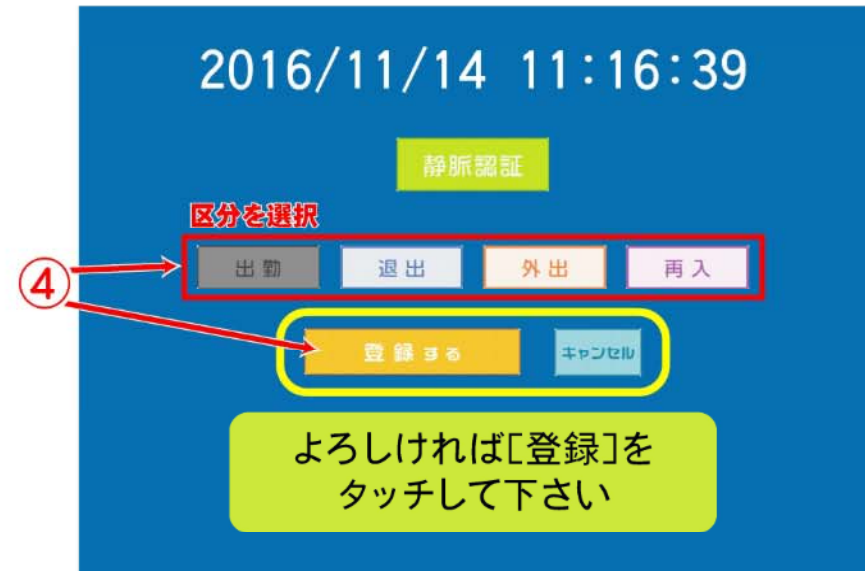 2016/11/14 11:16:39
静脈認証
区分を選択
出勤 退出 外出 再入
④
登録する キャンセル
よろしければ[登録]を
タッチして下さい